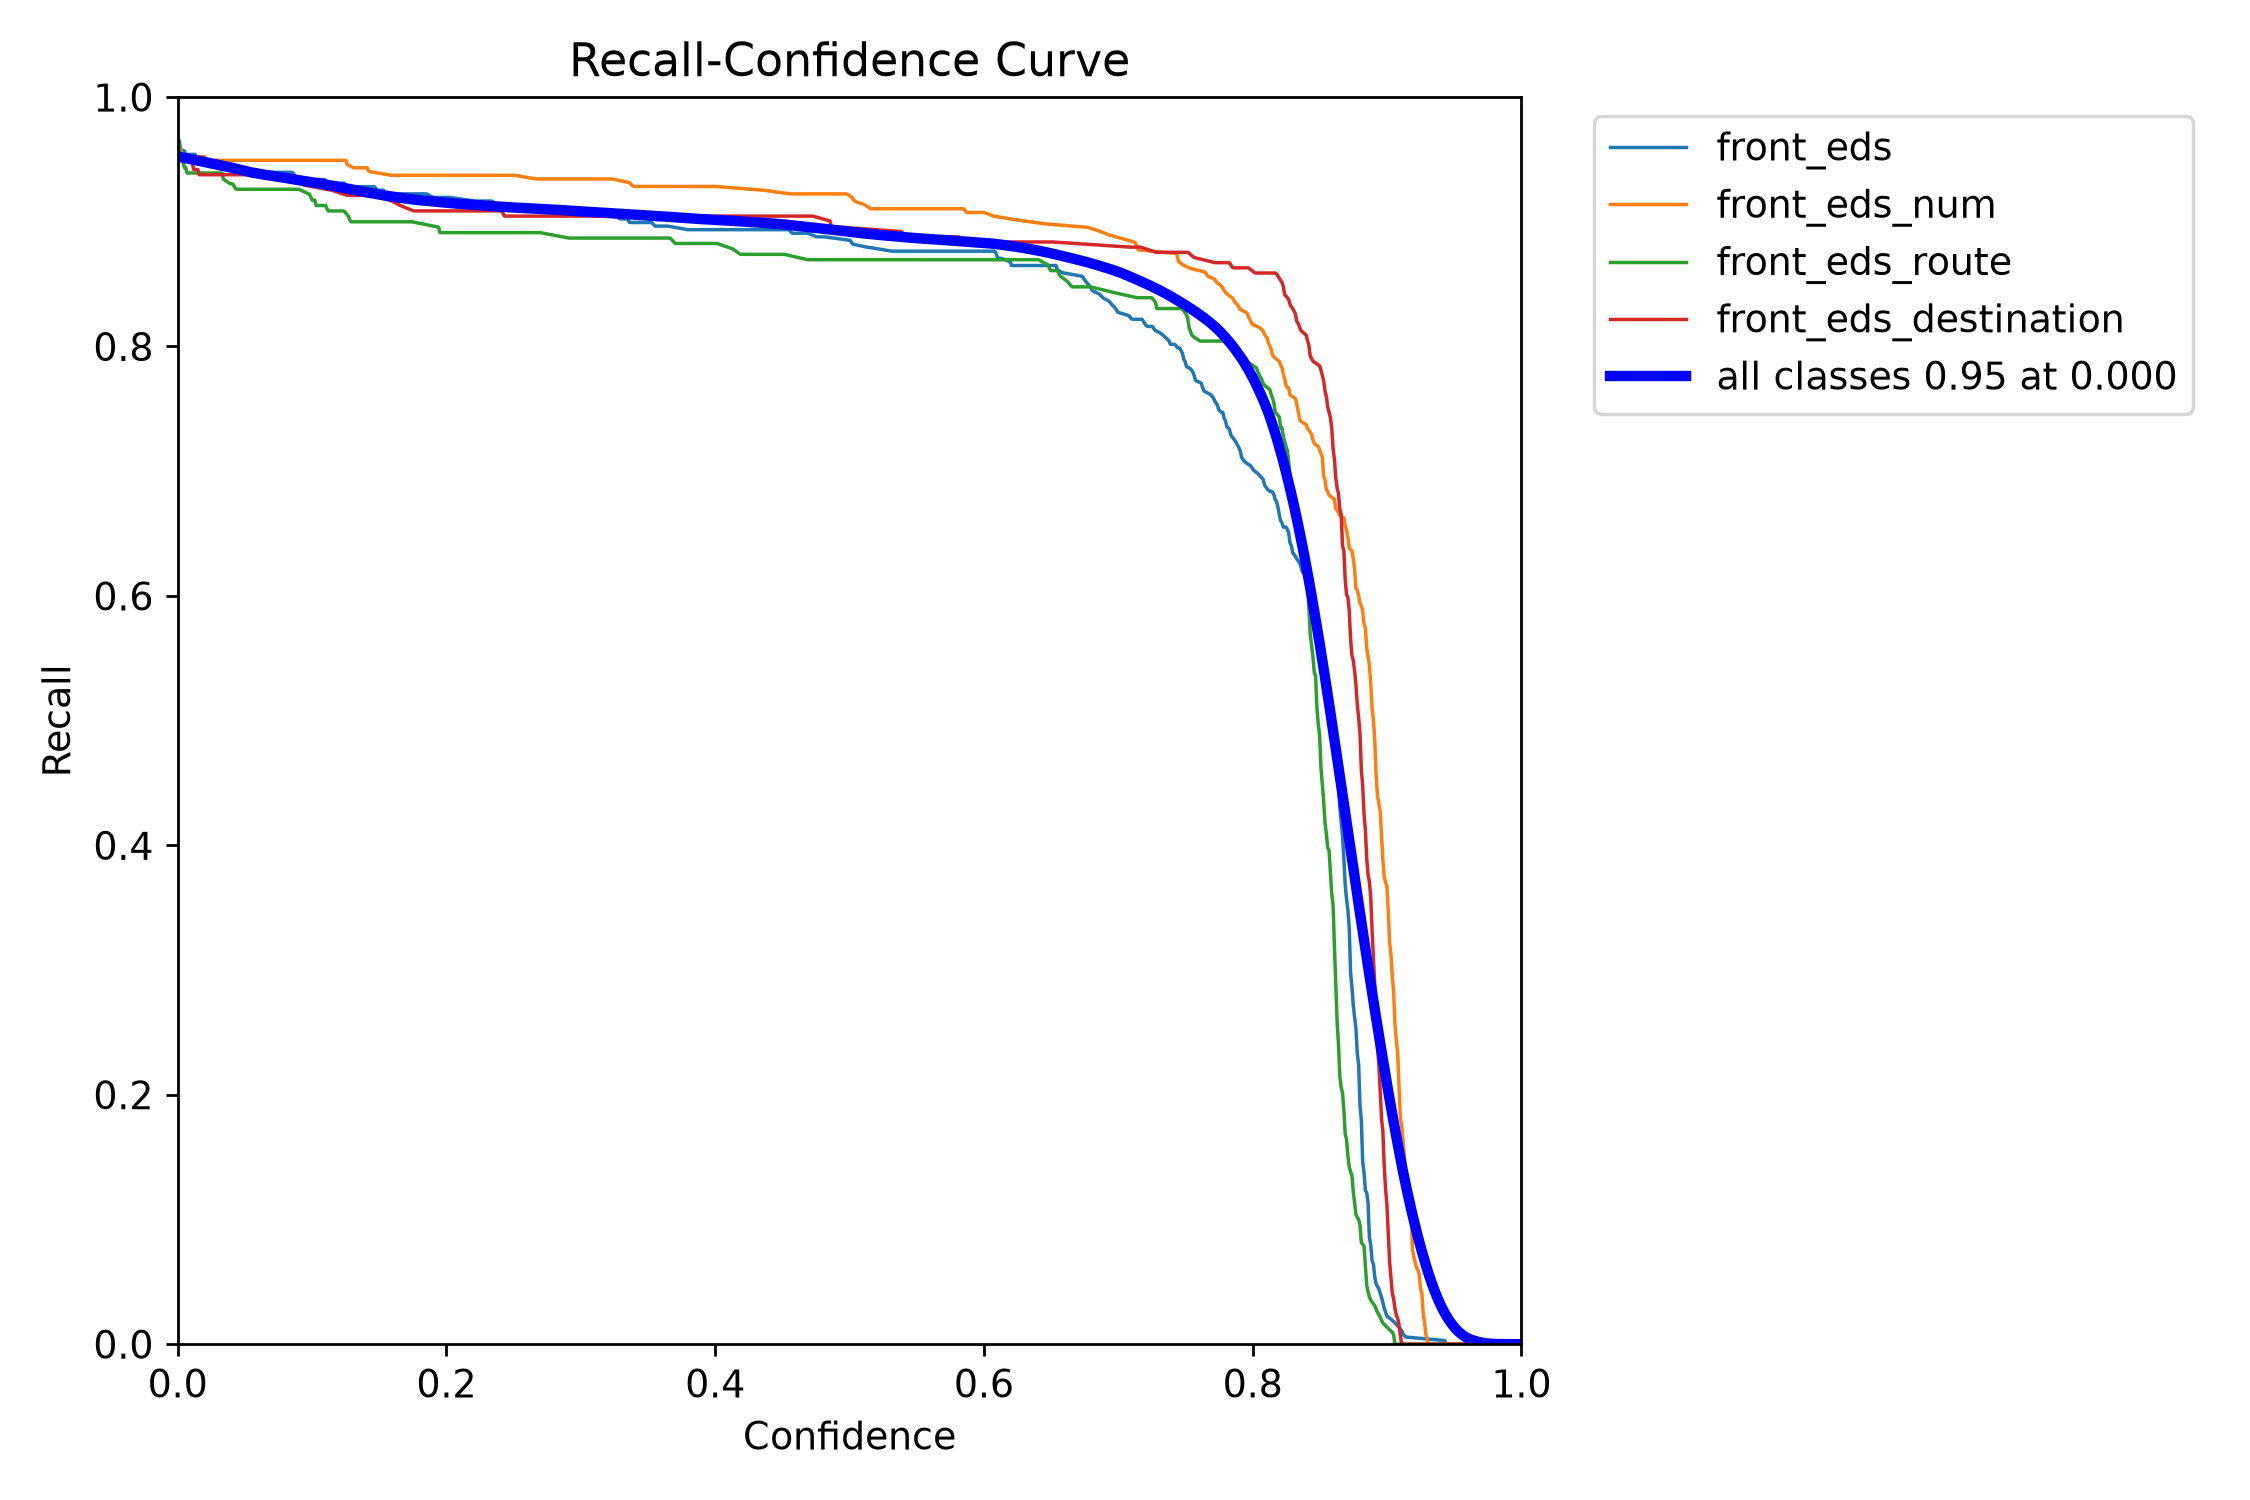 Recall-Confidence Curve
1.0
0.8
0.6
0.4
0.2
0.0
Recall
0.0 0.2 0.4 0.6 0.8 1.0
Confidence
front_eds
front_eds_num
front_eds_route
front_eds_destination
all classes 0.95 at 0.000